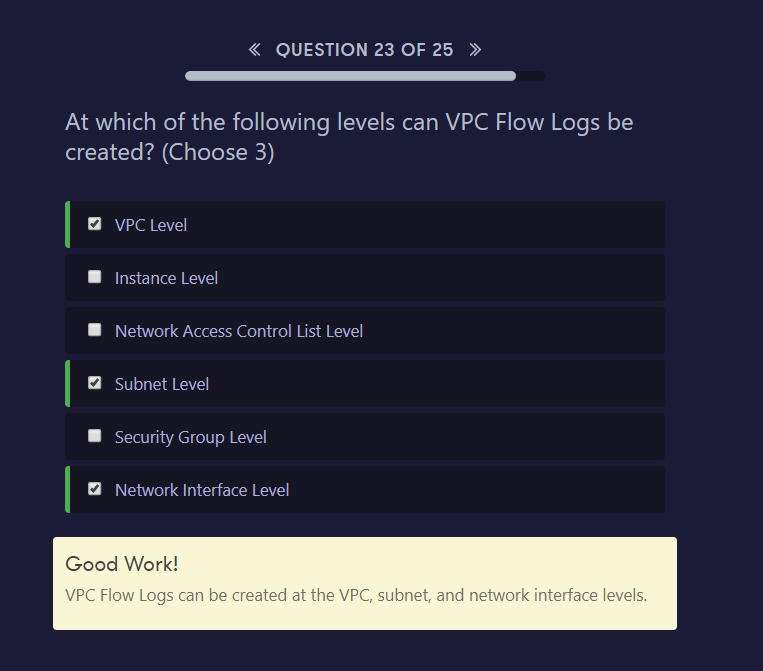 « QUESTION 23 OF 25 »
At which of the following levels can VPC Flow Logs be
created? (Choose 3)
VPC Level
Instance Level
Network Access Control List Level
Subnet Level
Security Group Level
Network Interface Level
Good Work!
VPC Flow Logs can be created at the VPC, subnet, and network interface levels.